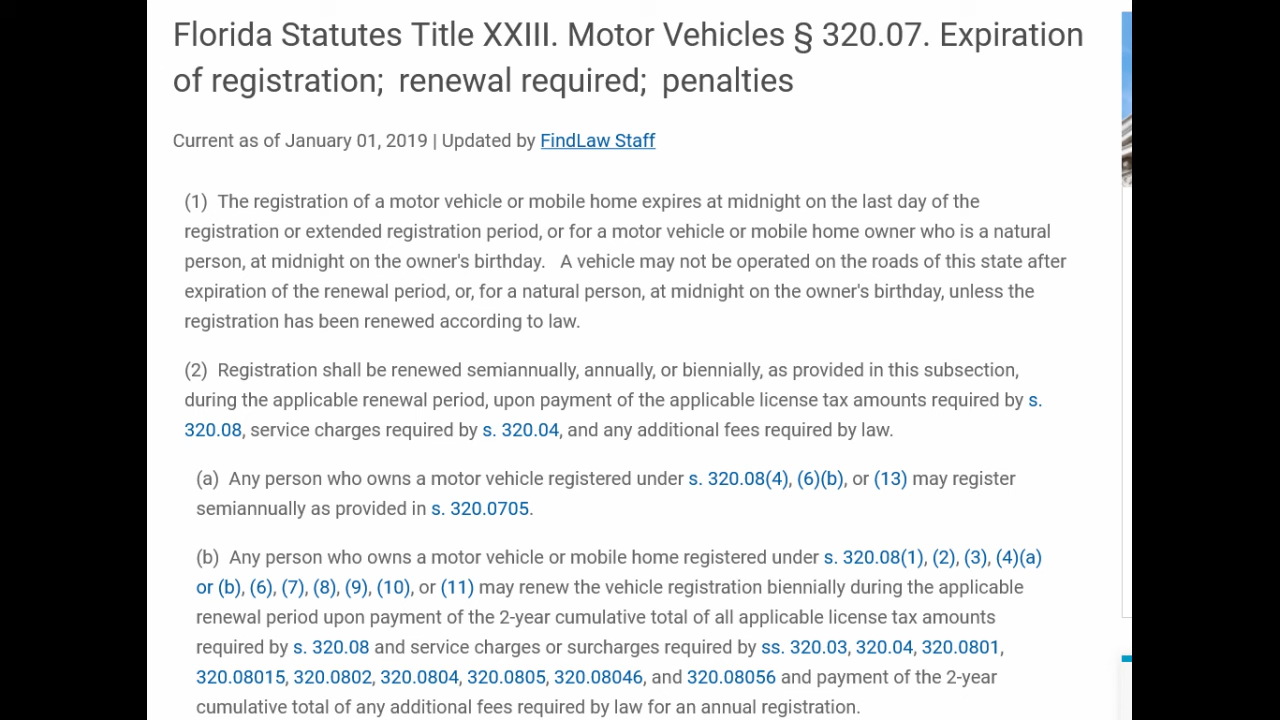 Florida Statutes Title XXIII. Motor Vehicles § 320.07. Expiration
of registration; renewal required; penalties
Current as of January 01, 2019 | Updated by FindLaw Staff
(1) The registration of a motor vehicle or mobile home expires at midnight on the last day of the
registration or extended registration period, or for a motor vehicle or mobile home owner who is a natural
person, at midnight on the owner's birthday. A vehicle may not be operated on the roads of this state after
expiration of the renewal period, or, for a natural person, at midnight on the owner's birthday, unless the
registration has been renewed according to law.
(2) Registration shall be renewed semiannually, annually, or biennially, as provided in this subsection,
during the applicable renewal period, upon payment of the applicable license tax amounts required by s.
320.08, service charges required by s. 320.04, and any additional fees required by law.
(a) Any person who owns a motor vehicle registered under s. 320.08(4), (6)(b), or (13) may register
semiannually as provided in s. 320.0705.
(b) Any person who owns a motor vehicle or mobile home registered under s. 320.08(1), (2), (3), (4)(a)
or (b), (6), (7), (8), (9), (10), or (11) may renew the vehicle registration biennially during the applicable
renewal period upon payment of the 2-year cumulative total of all applicable license tax amounts
required by s. 320.08 and service charges or surcharges required by ss. 320.03, 320.04, 320.0801,
320.08015, 320.0802, 320.0804, 320.0805, 320.08046, and 320.08056 and payment of the 2-year
cumulative total of any additional fees required by law for an annual registration.